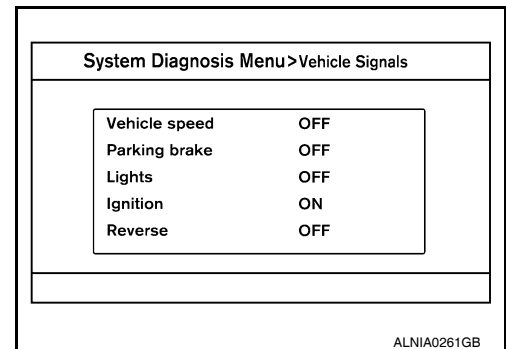 System Diagnosis Menu>Vehicle Signals
Vehicle speed OFF
Parking brake OFF
Lights OFF
Ignition ON
Reverse OFF
ALNIA0261GB